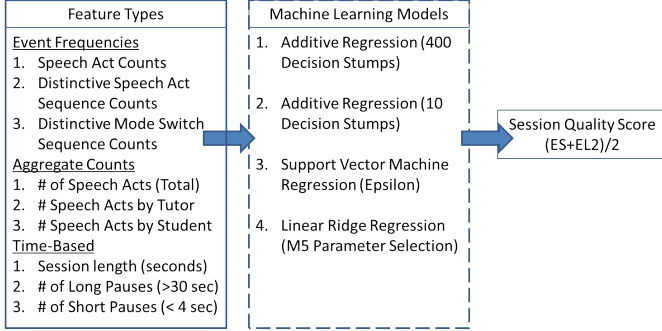 Feature Types
Event Frequencies
1. Speech Act Counts
2. Distinctive Speech Act
Sequence Counts
3. Distinctive Mode Switch
Sequence Counts
Aggregate Counts
1. # of Speech Acts (Total)
2. # Speech Acts by Tutor
3. # Speech Acts by Student
Time-Based
1. Session length (seconds)
2. # of Long Pauses (>30 sec)
3. # of Short Pauses (< 4 sec)
Machine Learning Models
1. Additive Regression (400
Decision Stumps)
2. Additive Regression (10
Decision Stumps)
3. Support Vector Machine
Regression (Epsilon)
4. Linear Ridge Regression
(M5 Parameter Selection)
Session Quality Score
(ES+EL2)/2